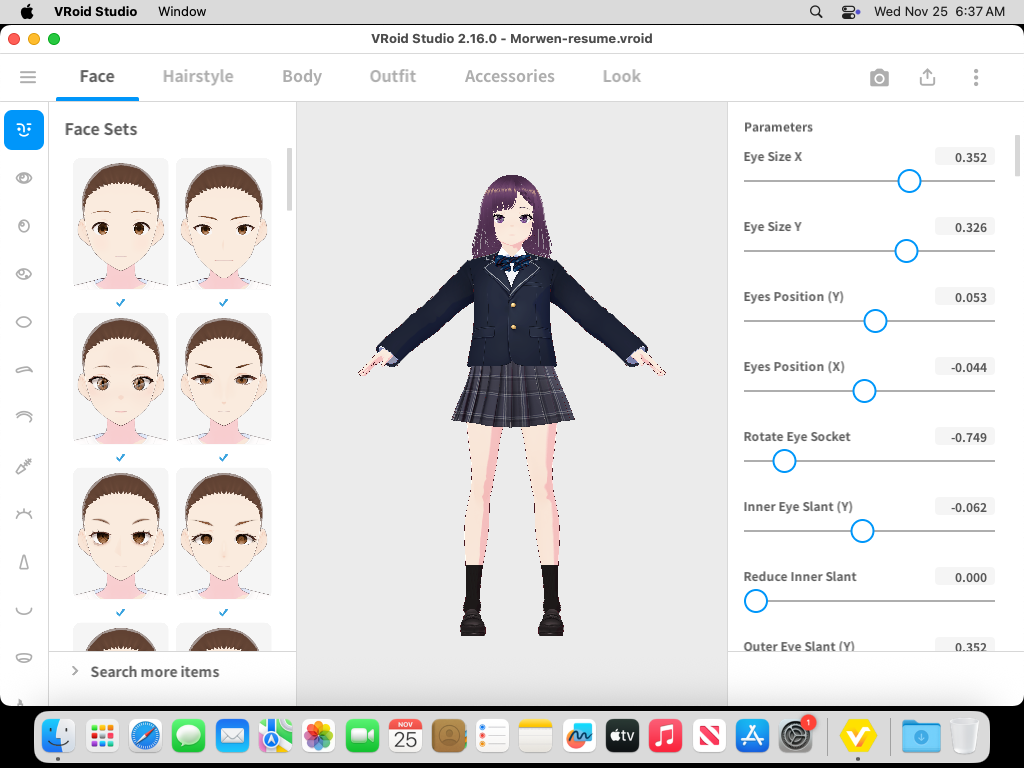 VRoid Studio Window Wed Nov 25 6:37 AM
VRoid Studio 2.16.0 - Morwen-resume.vroid
Face Hairstyle Body Outfit Accessories Look
Face Sets
Search more items
Parameters
Eye Size X 0.352
Eye Size Y 0.326
Eyes Position (Y) 0.053
Eyes Position (X) -0.044
Rotate Eye Socket -0.749
Inner Eye Slant (Y) -0.062
Reduce Inner Slant 0.000
Outer Eye Slant (Y) 0.352
NOV
25
tv
1